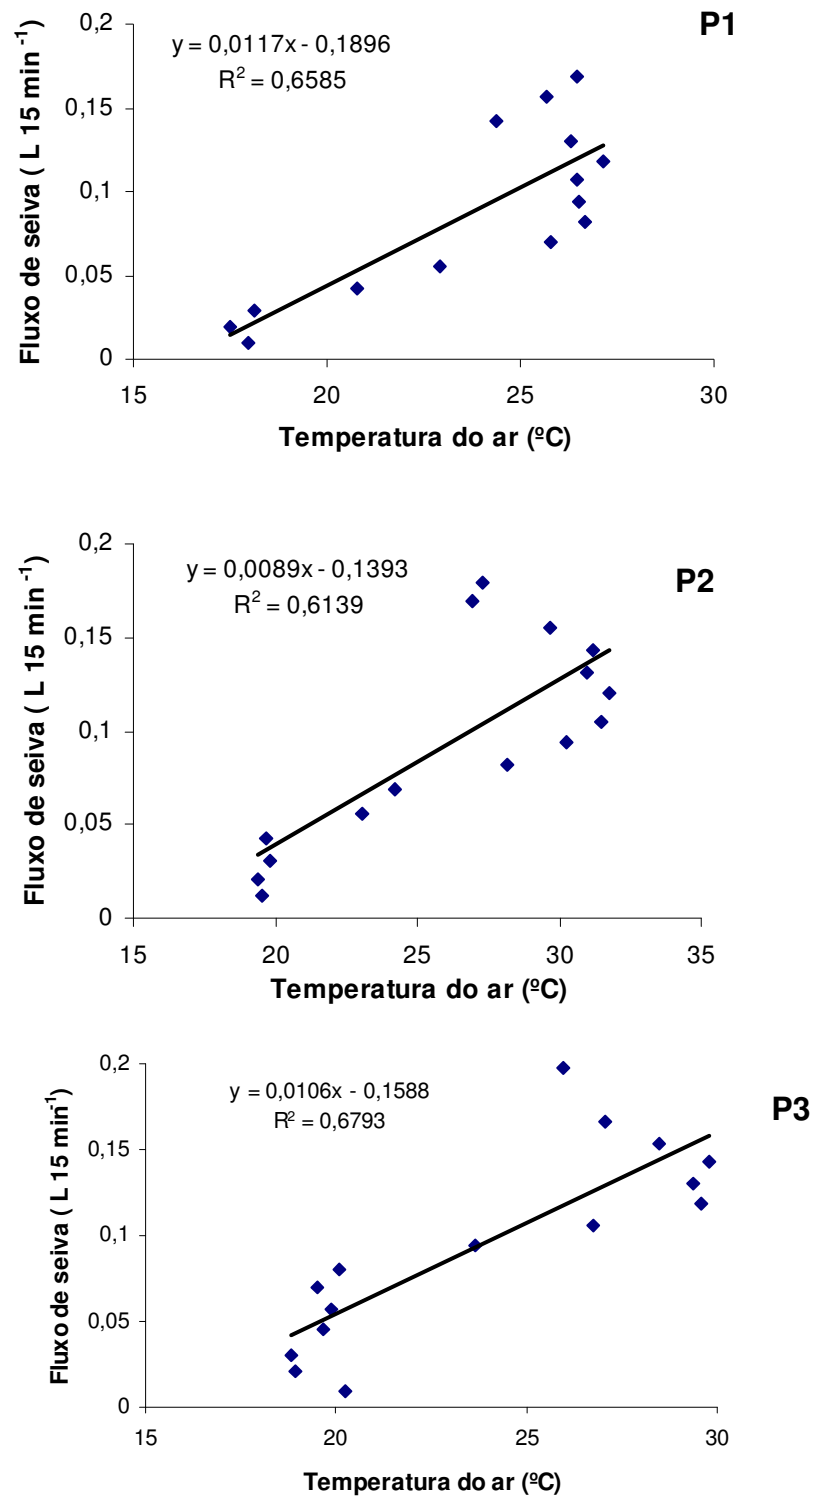 P1
0,2
y = 0,0117x - 0,1896
R² = 0,6585
0,15
0,1
0,05
0
15 20 25 30
Fluxo de seiva ( L 15 min ⁻¹)
Temperatura do ar (ºC)
0,2
y = 0,0089x - 0,1393
P2
R² = 0,6139
0,15
0,1
0,05
0
15 20 25 30 35
Fluxo de seiva ( L 15 min ⁻¹)
Temperatura do ar (ºC)
0,2
y = 0,0106x - 0,1588
P3
R² = 0,6793
0,15
0,1
0,05
0
15 20 25 30
Fluxo de seiva ( L 15 min⁻¹)
Temperatura do ar (ºC)